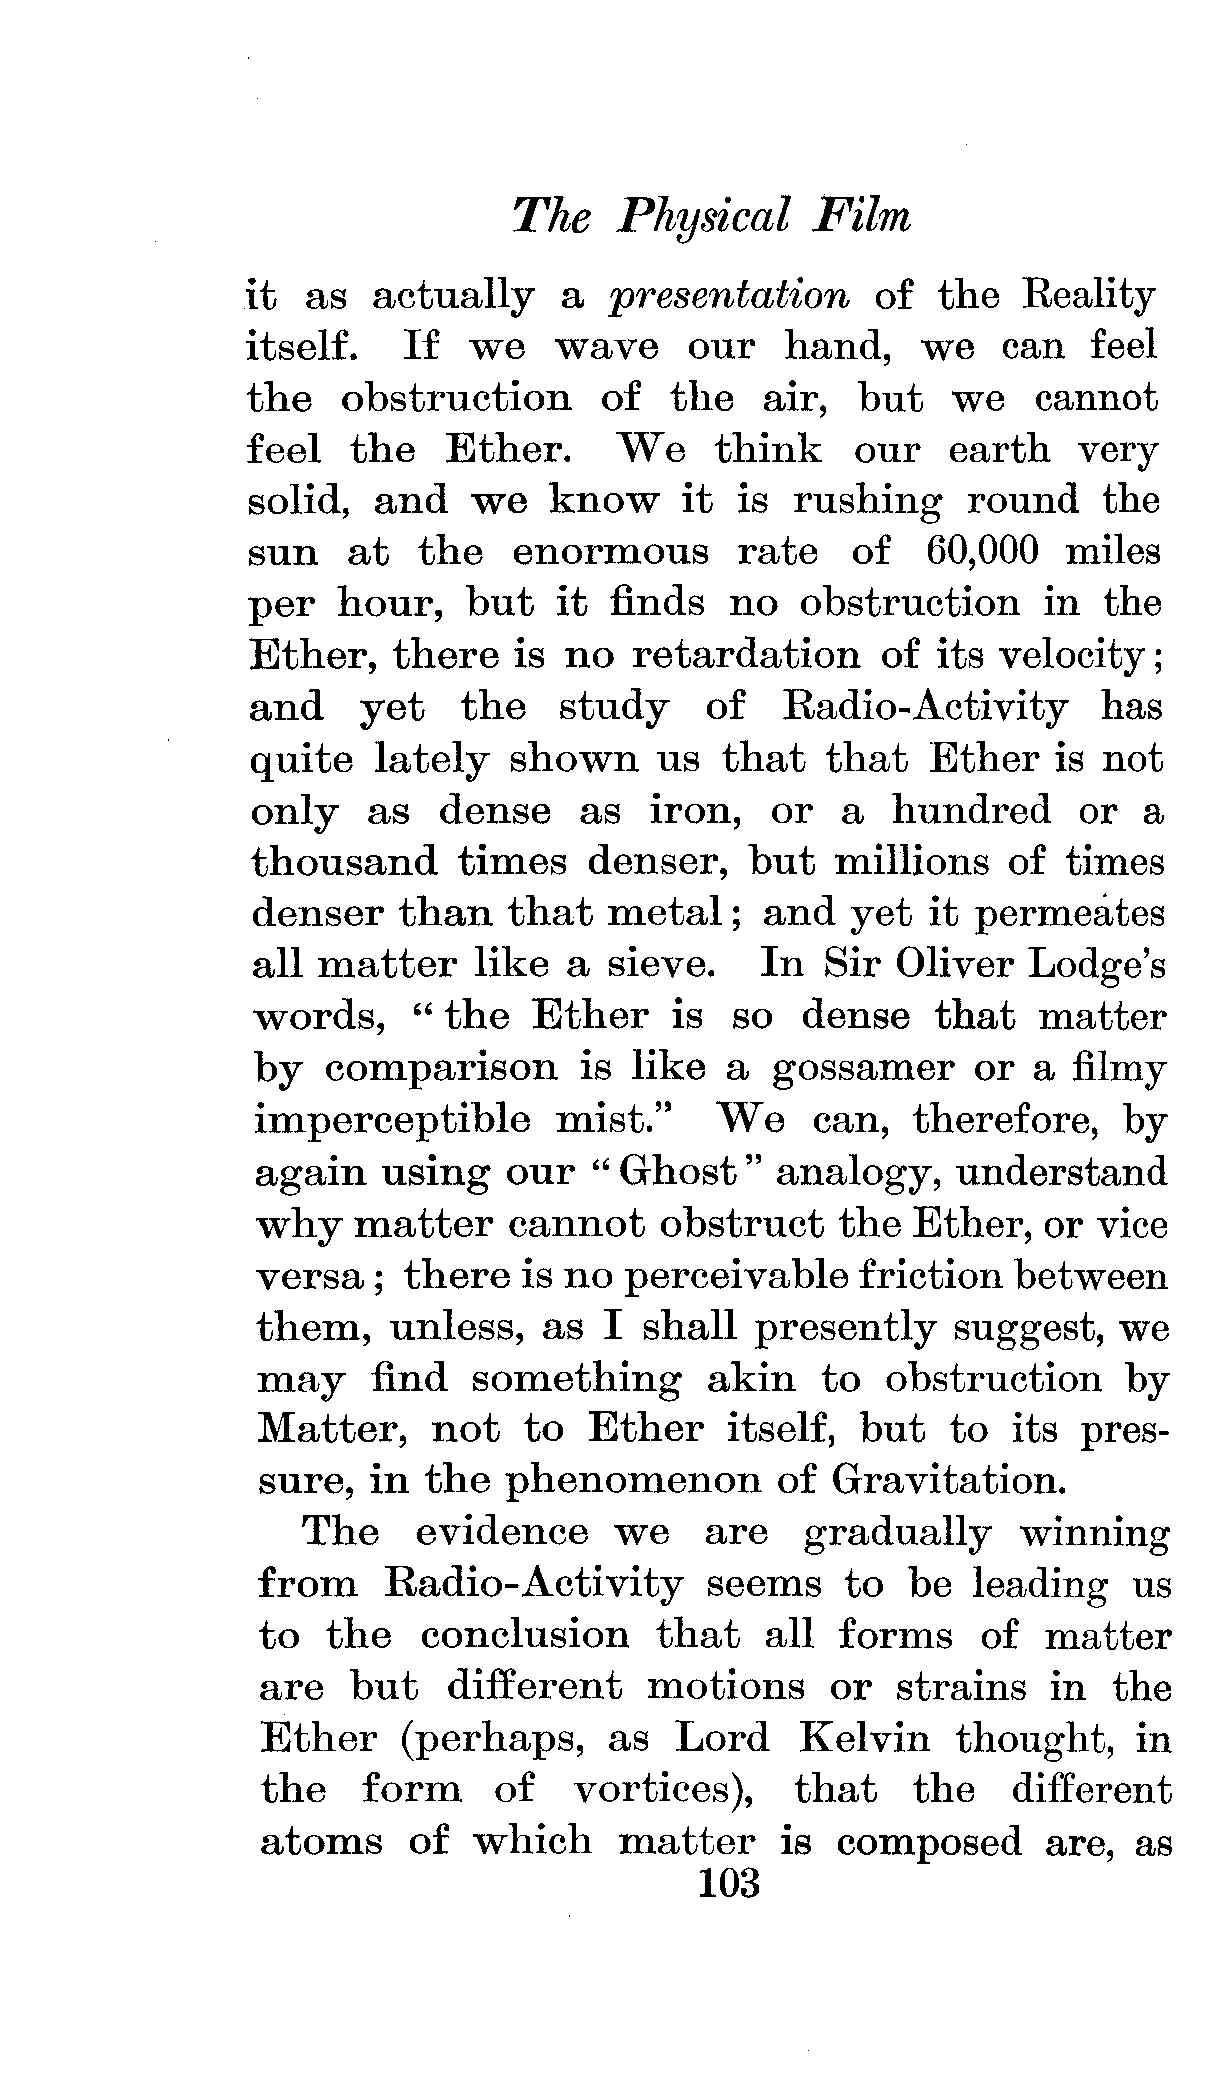 The Physical Film
it as actually a presentation of the Reality
itself. If we wave our hand, we can feel
the obstruction of the air, but we cannot
feel the Ether. We think our earth very
solid, and we know it is rushing round the
sun at the enormous rate of 60,000 miles
per hour, but it finds no obstruction in the
Ether, there is no retardation of its velocity;
and yet the study of Radio-Activity has
quite lately shown us that that Ether is not
only as dense as iron, or a hundred or a
thousand times denser, but millions of times
denser than that metal; and yet it permeates
all matter like a sieve. In Sir Oliver Lodge's
words, "the Ether is so dense that matter
by comparison is like a gossamer or a filmy
imperceptible mist." We can, therefore, by
again using our "Ghost" analogy, understand
why matter cannot obstruct the Ether, or vice
versa; there is no perceivable friction between
them, unless, as I shall presently suggest, we
may find something akin to obstruction by
Matter, not to Ether itself, but to its pres-
sure, in the phenomenon of Gravitation.
The evidence we are gradually winning
from Radio-Activity seems to be leading us
to the conclusion that all forms of matter
are but different motions or strains in the
Ether (perhaps, as Lord Kelvin thought, in
the form of vortices), that the different
atoms of which matter is composed are, as
103